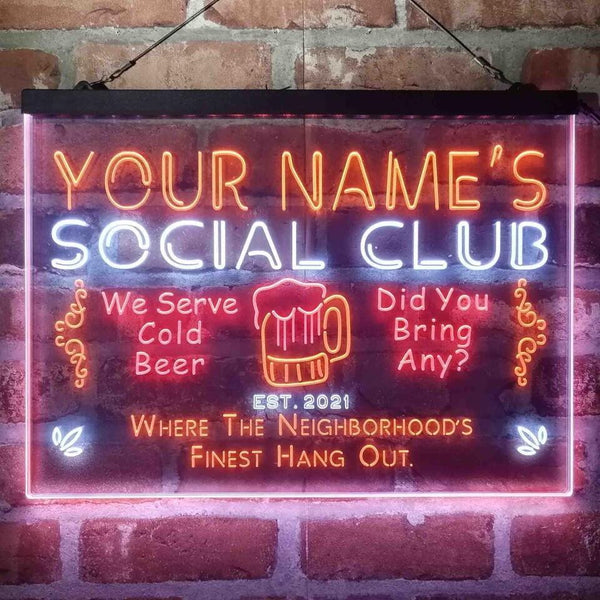 YOUR NAME'S
SOCIAL CLUB
We Serve
Cold
Beer
Did You
Bring
Any?
EST. 2021
WHERE THE NEIGHBORHOOD'S
FINEST HANG OUT.